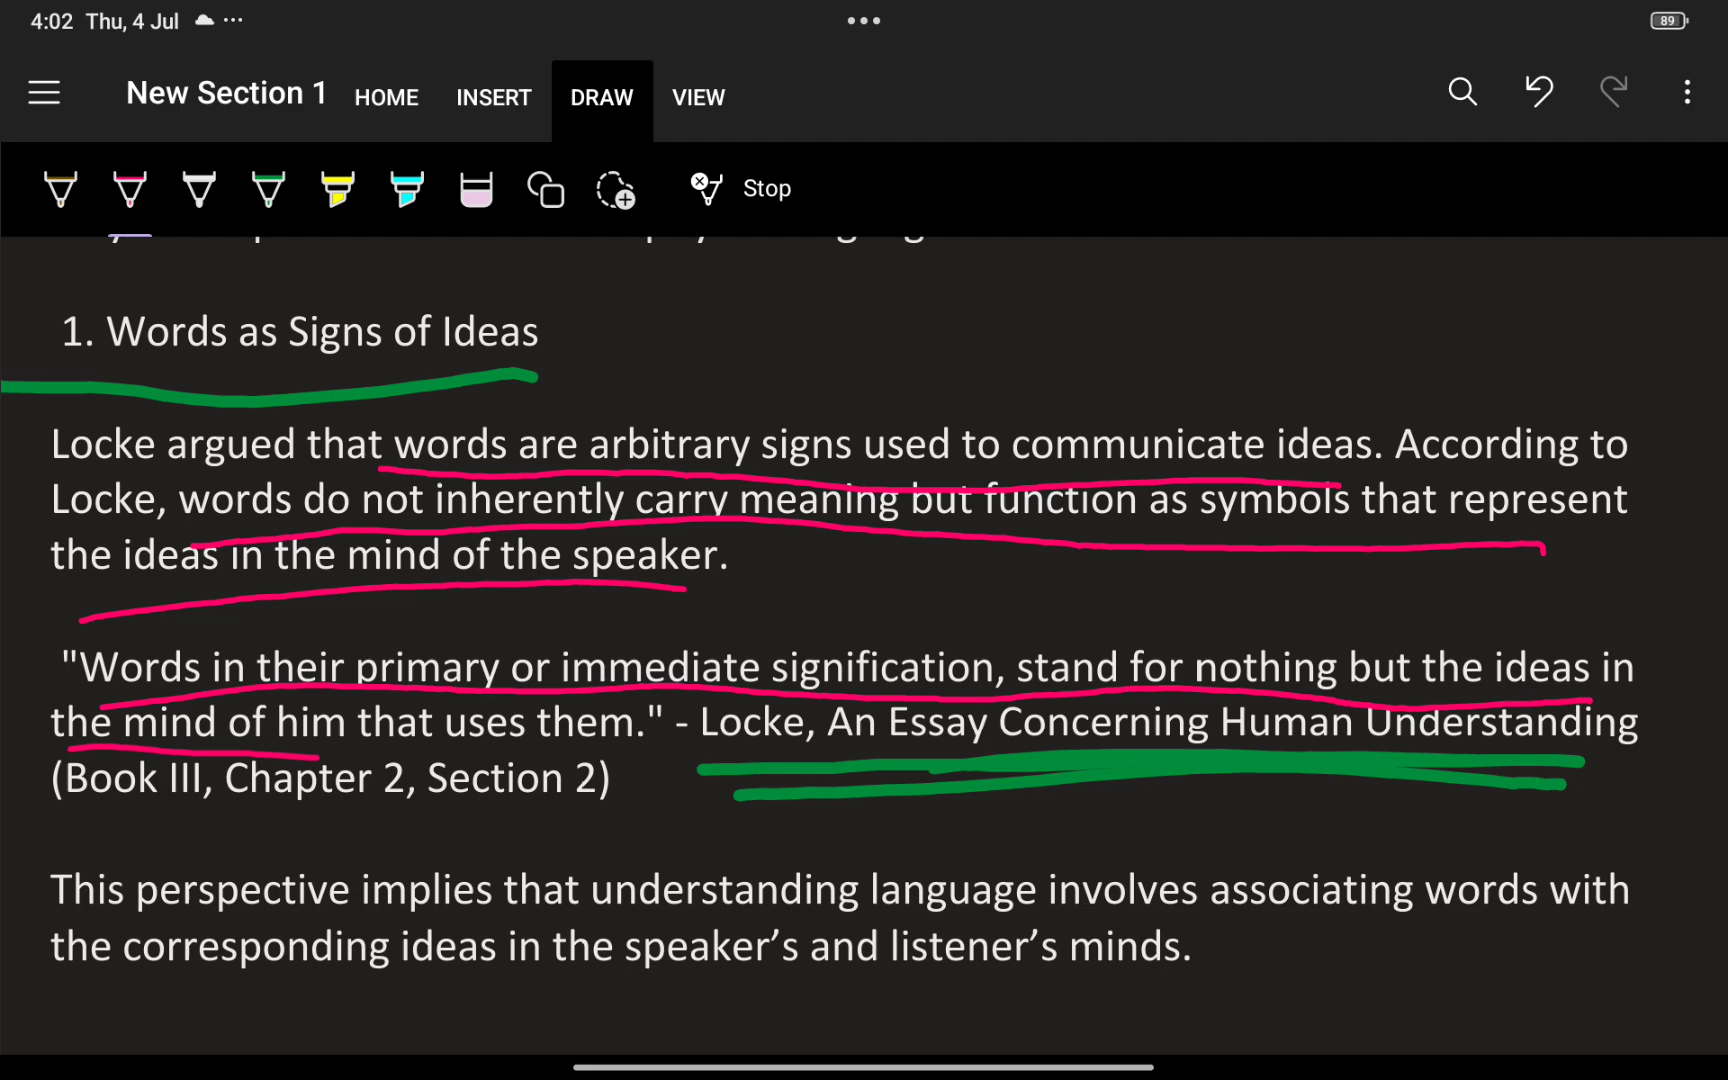 4:02 Thu, 4 Jul
89
New Section 1 HOME INSERT DRAW VIEW
Stop
1. Words as Signs of Ideas
Locke argued that words are arbitrary signs used to communicate ideas. According to
Locke, words do not inherently carry meaning but function as symbols that represent
the ideas in the mind of the speaker.
"Words in their primary or immediate signification, stand for nothing but the ideas in
the mind of him that uses them." - Locke, An Essay Concerning Human Understanding
(Book III, Chapter 2, Section 2)
This perspective implies that understanding language involves associating words with
the corresponding ideas in the speaker’s and listener’s minds.